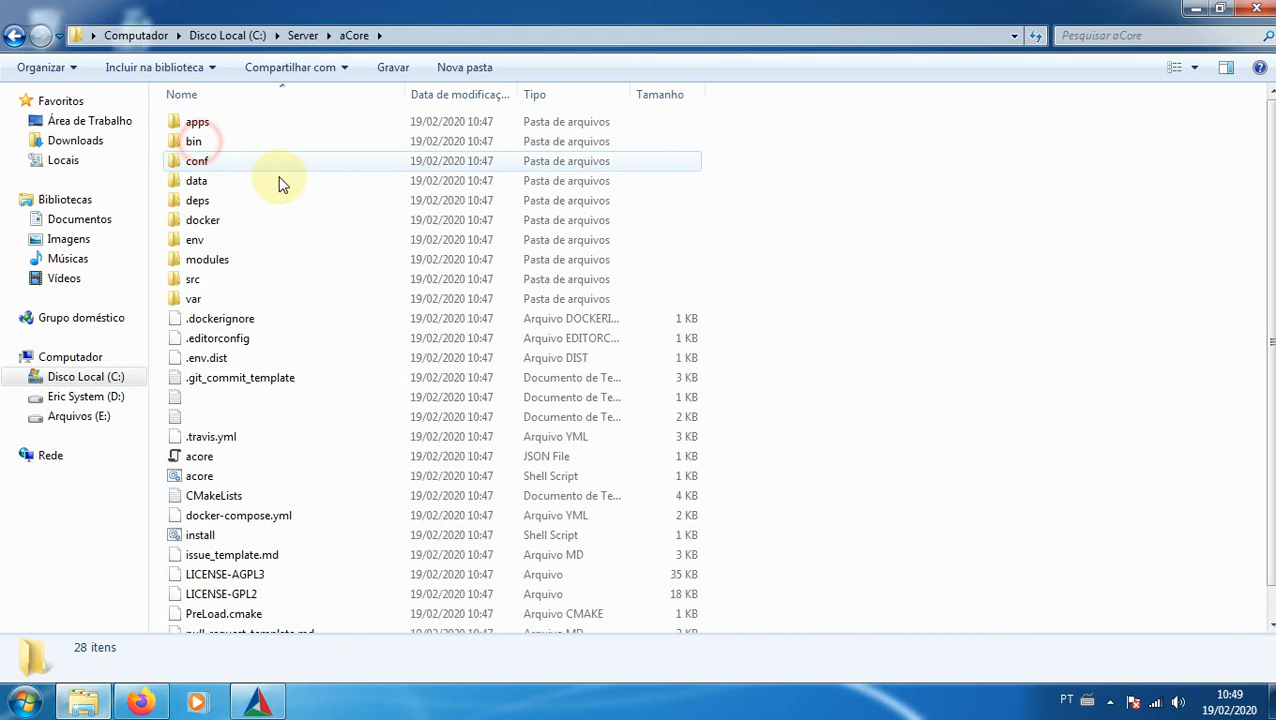 Computador Disco Local (C:) Server aCore Pesquisar aCore
Organizar Incluir na biblioteca Compartilhar com Gravar Nova pasta
Nome Data de modificaç... Tipo Tamanho
Favoritos
Área de Trabalho
Downloads
Locais
Bibliotecas
Documentos
Imagens
Músicas
Vídeos
Grupo doméstico
Computador
Disco Local (C:)
Eric System (D:)
Arquivos (E:)
Rede
apps 19/02/2020 10:47 Pasta de arquivos
bin 19/02/2020 10:47 Pasta de arquivos
conf 19/02/2020 10:47 Pasta de arquivos
data 19/02/2020 10:47 Pasta de arquivos
deps 19/02/2020 10:47 Pasta de arquivos
docker 19/02/2020 10:47 Pasta de arquivos
env 19/02/2020 10:47 Pasta de arquivos
modules 19/02/2020 10:47 Pasta de arquivos
src 19/02/2020 10:47 Pasta de arquivos
var 19/02/2020 10:47 Pasta de arquivos
.dockerignore 19/02/2020 10:47 Arquivo DOCKERI... 1 KB
.editorconfig 19/02/2020 10:47 Arquivo EDITORC... 1 KB
.env.dist 19/02/2020 10:47 Arquivo DIST 1 KB
.git_commit_template 19/02/2020 10:47 Documento de Te... 3 KB
19/02/2020 10:47 Documento de Te... 1 KB
19/02/2020 10:47 Documento de Te... 2 KB
.travis.yml 19/02/2020 10:47 Arquivo YML 3 KB
acore 19/02/2020 10:47 JSON File 1 KB
acore 19/02/2020 10:47 Shell Script 1 KB
CMakeLists 19/02/2020 10:47 Documento de Te... 4 KB
docker-compose.yml 19/02/2020 10:47 Arquivo YML 2 KB
install 19/02/2020 10:47 Shell Script 1 KB
issue_template.md 19/02/2020 10:47 Arquivo MD 3 KB
LICENSE-AGPL3 19/02/2020 10:47 Arquivo 35 KB
LICENSE-GPL2 19/02/2020 10:47 Arquivo 18 KB
PreLoad.cmake 19/02/2020 10:47 Arquivo CMAKE 1 KB
28 itens
PT
10:49
19/02/2020